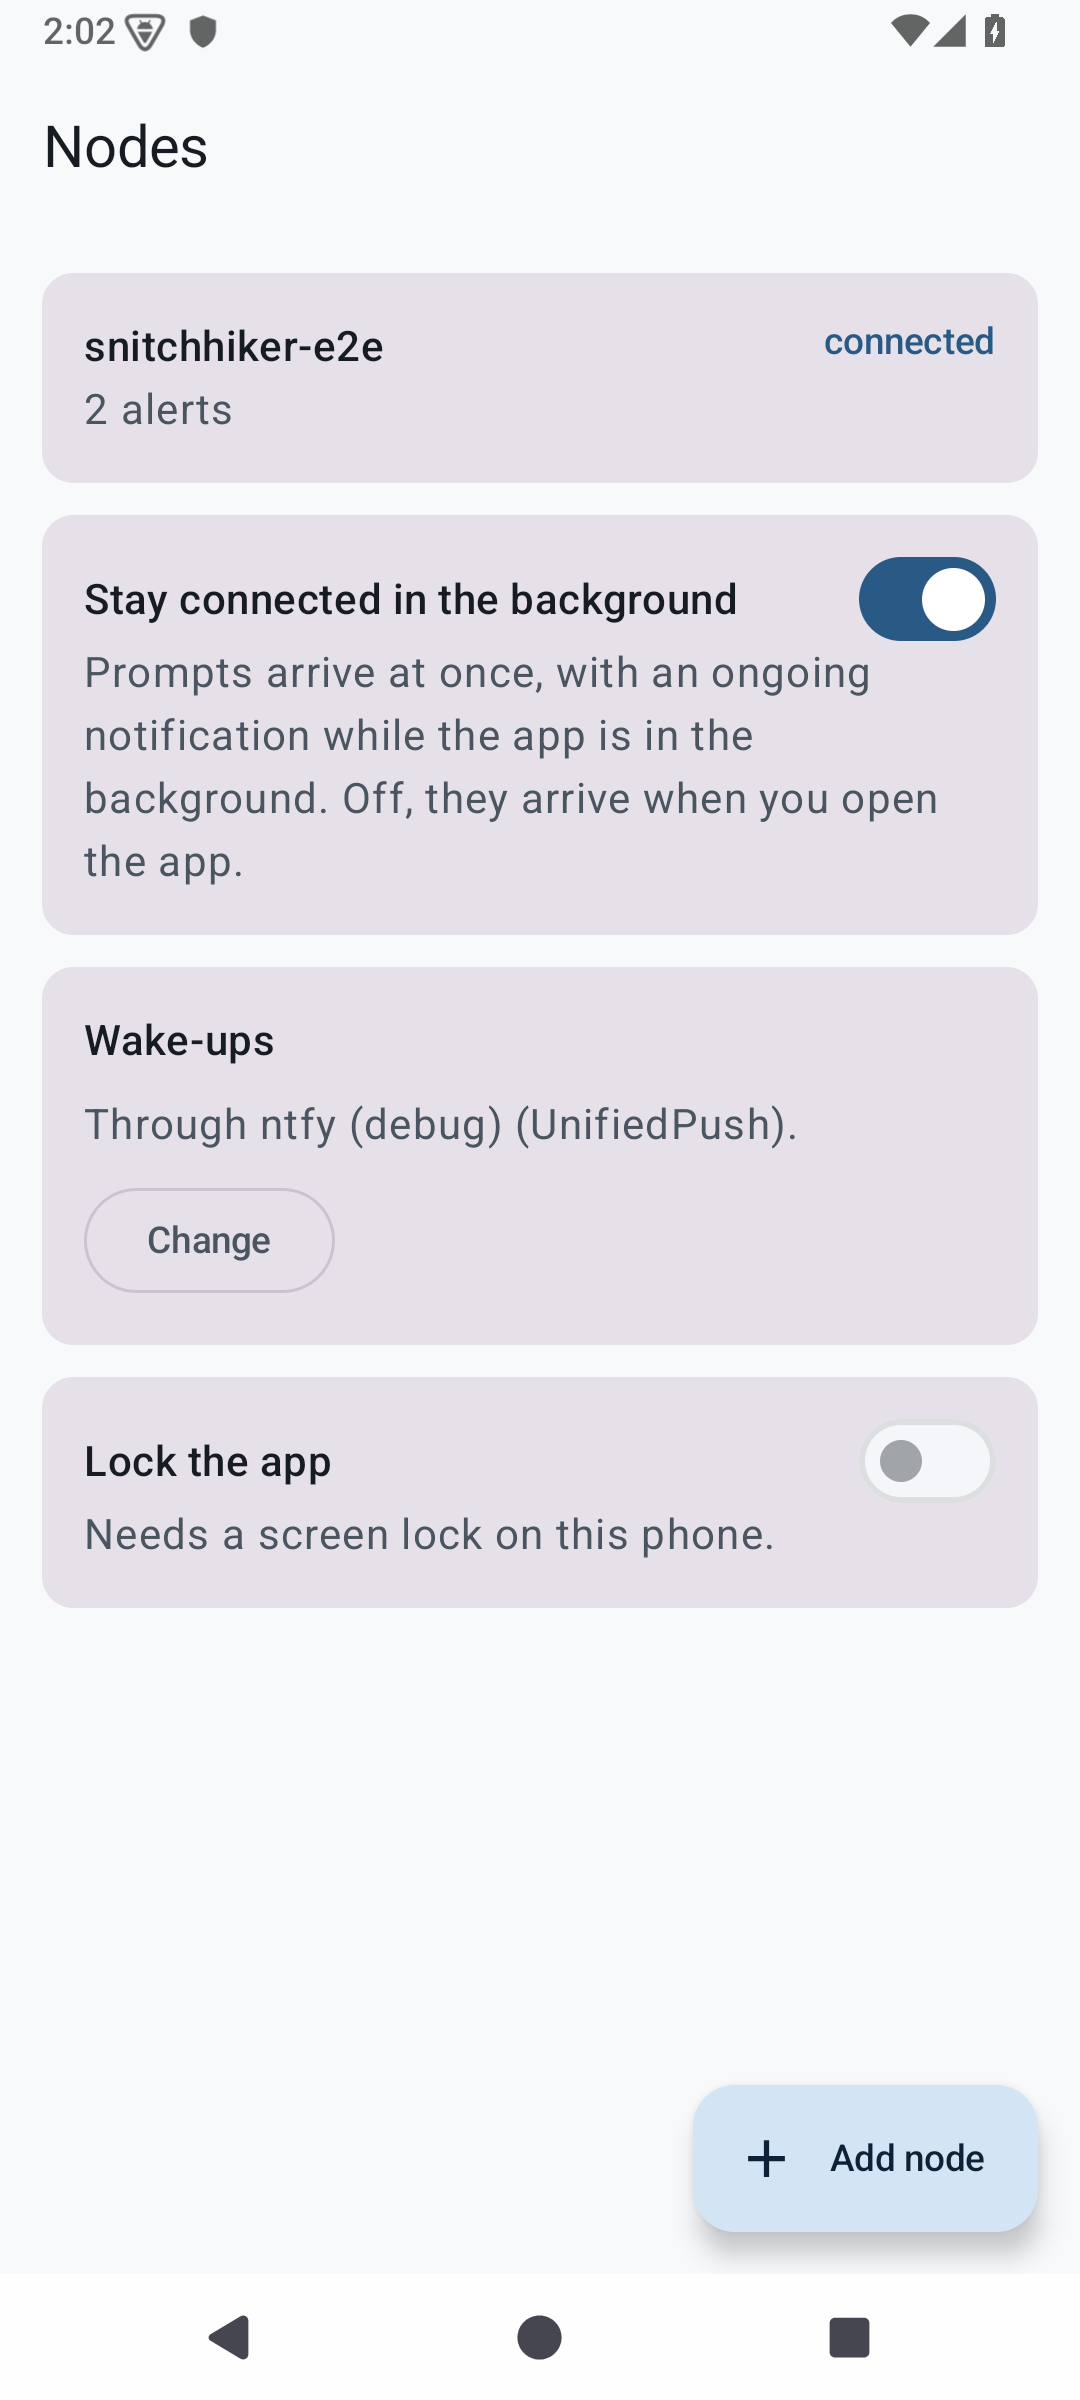 2:02
Nodes
snitchhiker-e2e
connected
2 alerts
Stay connected in the background
Prompts arrive at once, with an ongoing
notification while the app is in the
background. Off, they arrive when you open
the app.
Wake-ups
Through ntfy (debug) (UnifiedPush).
Change
Lock the app
Needs a screen lock on this phone.
Add node